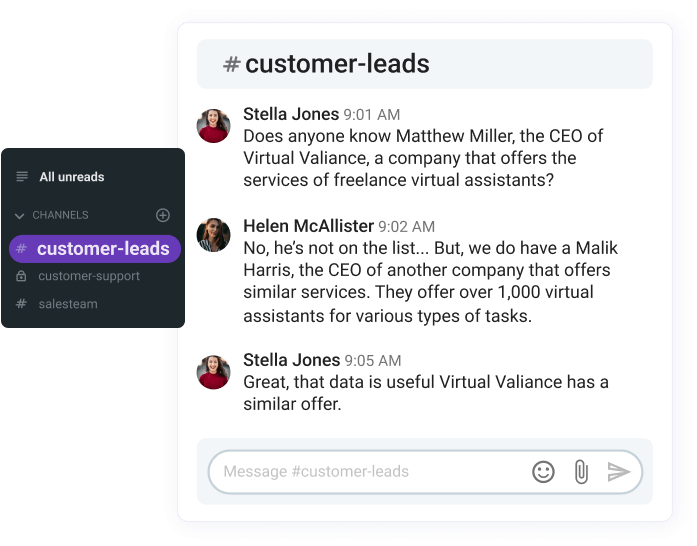 All unreads
CHANNELS
# customer-leads
customer-support
# salesteam
# customer-leads
Stella Jones 9:01 AM
Does anyone know Matthew Miller, the CEO of
Virtual Valiance, a company that offers the
services of freelance virtual assistants?
Helen McAllister 9:02 AM
No, he’s not on the list... But, we do have a Malik
Harris, the CEO of another company that offers
similar services. They offer over 1,000 virtual
assistants for various types of tasks.
Stella Jones 9:05 AM
Great, that data is useful Virtual Valiance has a
similar offer.
Message #customer-leads